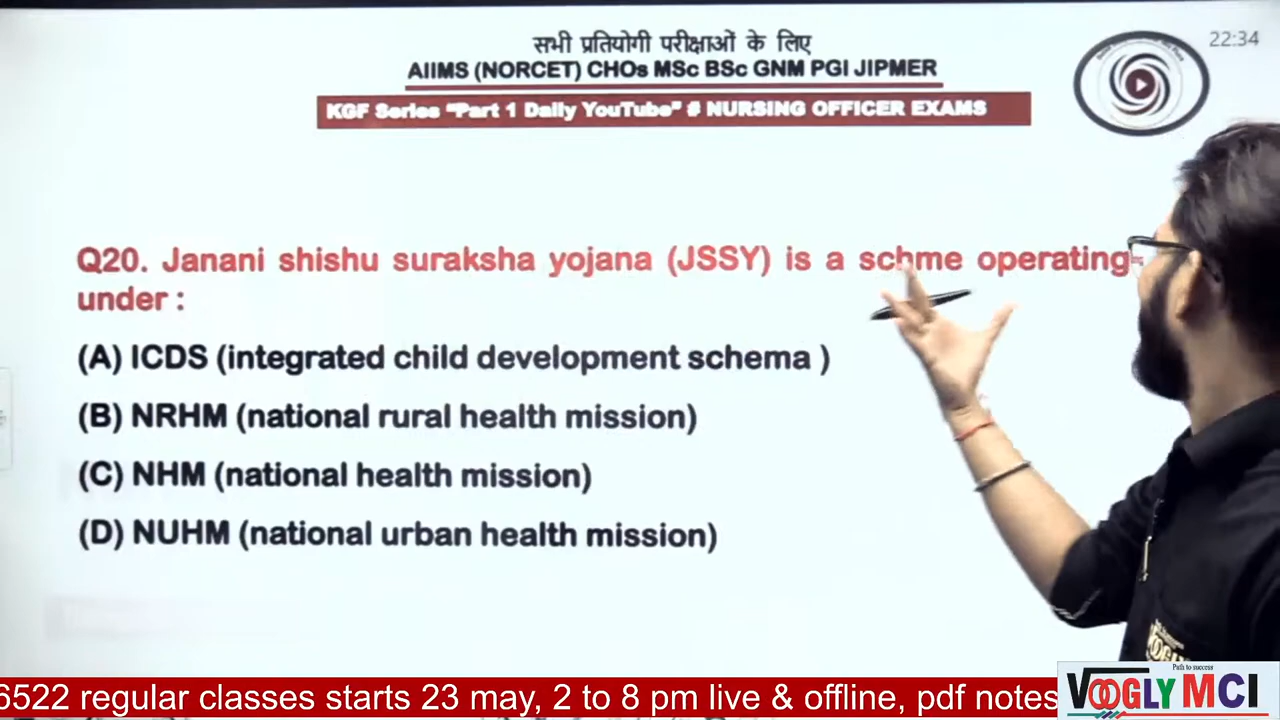 सभी प्रतियोगी परीक्षाओं के लिए
AIIMS (NORCET) CHOs MSc BSc GNM PGI JIPMER
22:34
KGF Series "Part 1 Daily YouTube" # NURSING OFFICER EXAMS
Q20. Janani shishu suraksha yojana (JSSY) is a schme operating
under :
(A) ICDS (integrated child development schema )
(B) NRHM (national rural health mission)
(C) NHM (national health mission)
(D) NUHM (national urban health mission)
6522 regular classes starts 23 may, 2 to 8 pm live & offline, pdf notes
Path to success
VOOGLY MCI